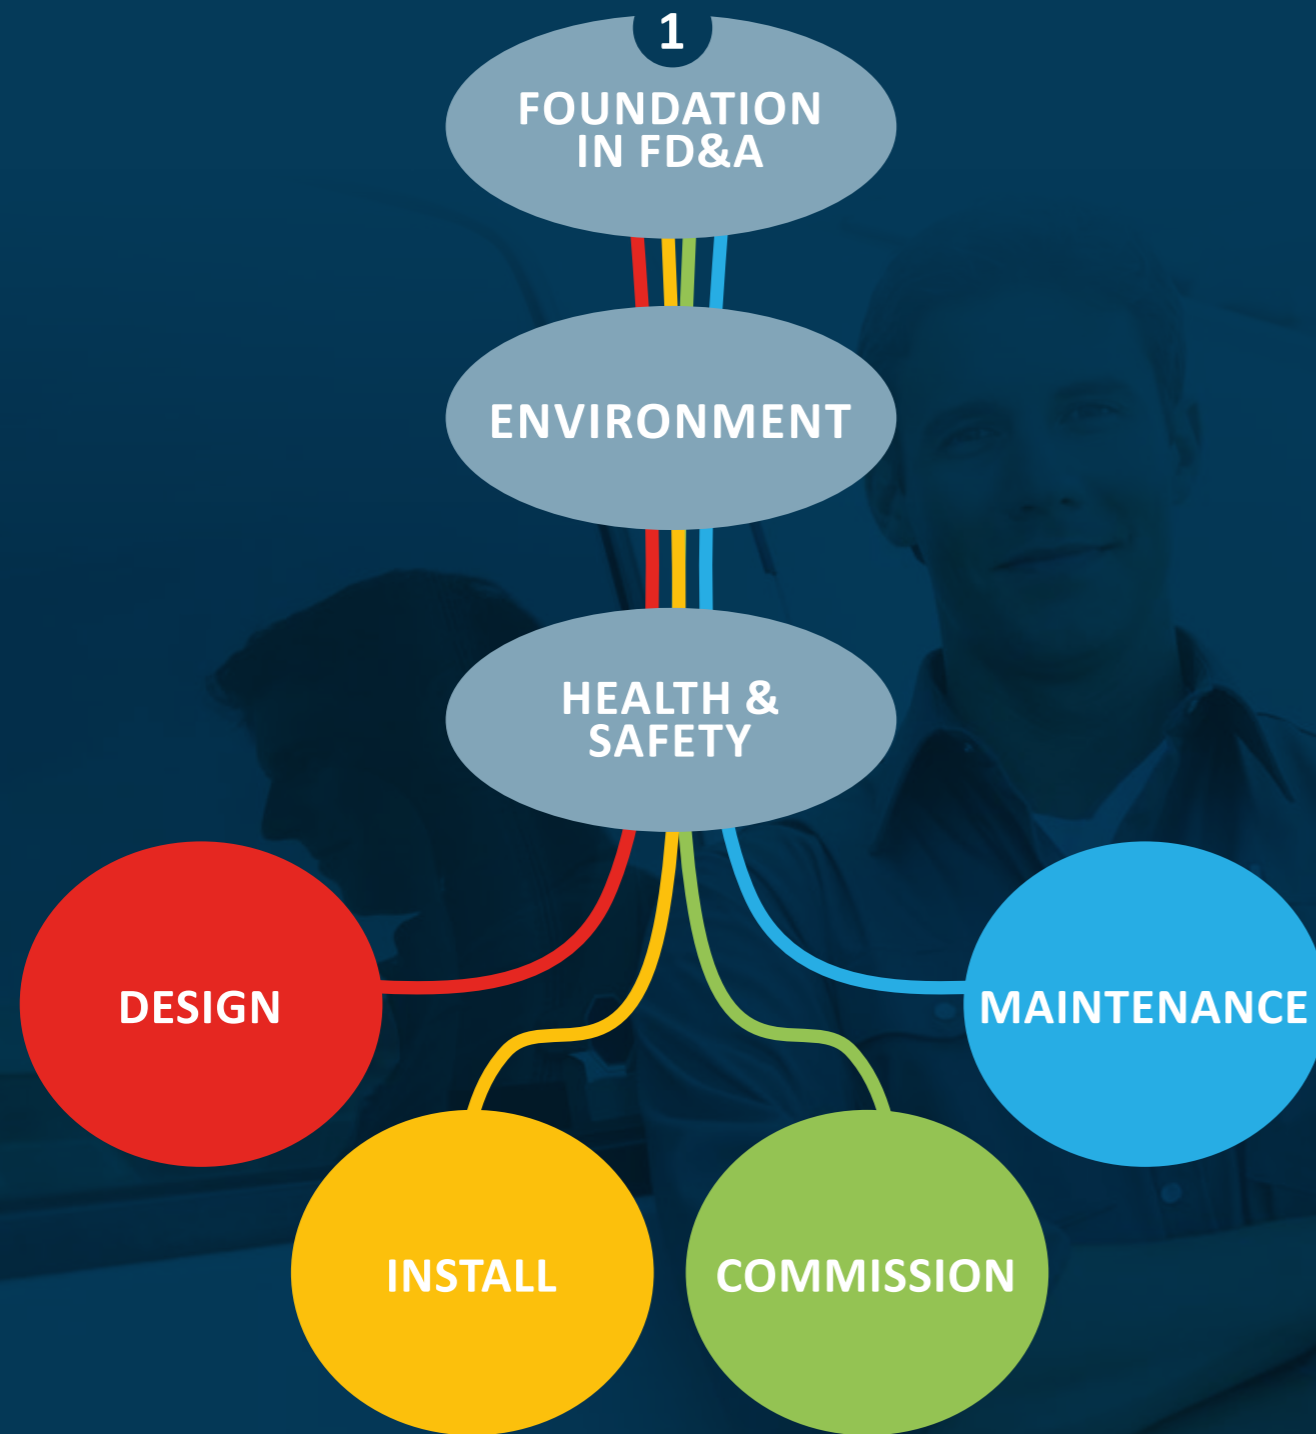 1
FOUNDATION
IN FD&A
ENVIRONMENT
HEALTH &
SAFETY
DESIGN
MAINTENANCE
INSTALL
COMMISSION